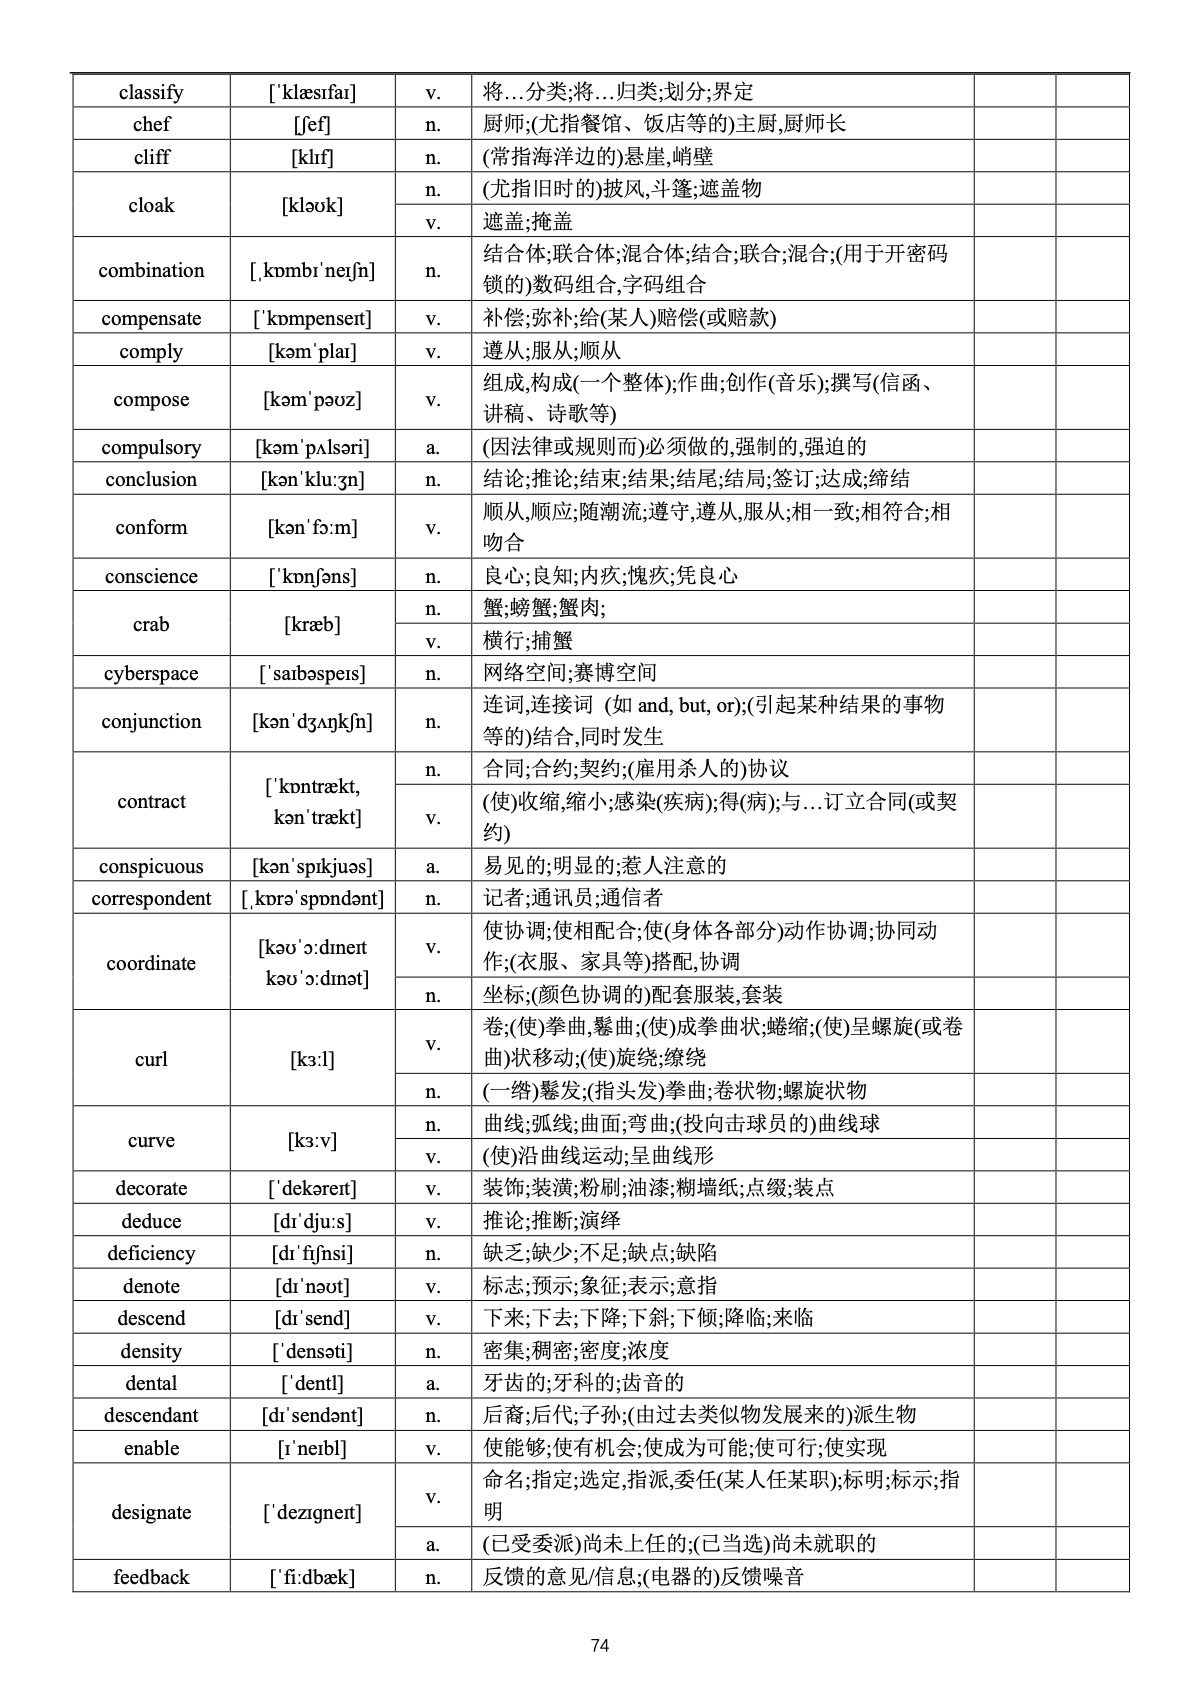 classify [ˈklæsɪfaɪ] v. 将…分类;将…归类;划分;界定
chef [ʃef] n. 厨师;(尤指餐馆、饭店等的)主厨,厨师长
cliff [klɪf] n. (常指海洋边的)悬崖,峭壁
cloak [kləʊk] n. (尤指旧时的)披风,斗篷;遮盖物
v. 遮盖;掩盖
combination [ˌkɒmbɪˈneɪʃn] n. 结合体;联合体;混合体;结合;联合;混合;(用于开密码
锁的)数码组合,字码组合
compensate [ˈkɒmpenseɪt] v. 补偿;弥补;给(某人)赔偿(或赔款)
comply [kəmˈplaɪ] v. 遵从;服从;顺从
compose [kəmˈpəʊz] v. 组成,构成(一个整体);作曲;创作(音乐);撰写(信函、
讲稿、诗歌等)
compulsory [kəmˈpʌlsəri] a. (因法律或规则而)必须做的,强制的,强迫的
conclusion [kənˈkluːʒn] n. 结论;推论;结束;结果;结尾;结局;签订;达成;缔结
conform [kənˈfɔːm] v. 顺从,顺应;随潮流;遵守,遵从,服从;相一致;相符合;相
吻合
conscience [ˈkɒnʃəns] n. 良心;良知;内疚;愧疚;凭良心
crab [kræb] n. 蟹;螃蟹;蟹肉;
v. 横行;捕蟹
cyberspace [ˈsaɪbəspeɪs] n. 网络空间;赛博空间
conjunction [kənˈdʒʌŋkʃn] n. 连词,连接词 (如 and, but, or);(引起某种结果的事物
等的)结合,同时发生
contract [ˈkɒntrækt, kənˈtrækt] n. 合同;合约;契约;(雇用杀人的)协议
v. (使)收缩,缩小;感染(疾病);得(病);与…订立合同(或契
约)
conspicuous [kənˈspɪkjuəs] a. 易见的;明显的;惹人注意的
correspondent [ˌkɒrəˈspɒndənt] n. 记者;通讯员;通信者
coordinate [kəʊˈɔːdɪneɪt kəʊˈɔːdɪnət] v. 使协调;使相配合;使(身体各部分)动作协调;协同动
作;(衣服、家具等)搭配,协调
n. 坐标;(颜色协调的)配套服装,套装
curl [kɜːl] v. 卷;(使)拳曲,鬈曲;(使)成拳曲状;蜷缩;(使)呈螺旋(或卷
曲)状移动;(使)旋绕;缭绕
n. (一绺)鬈发;(指头发)拳曲;卷状物;螺旋状物
curve [kɜːv] n. 曲线;弧线;曲面;弯曲;(投向击球员的)曲线球
v. (使)沿曲线运动;呈曲线形
decorate [ˈdekəreɪt] v. 装饰;装潢;粉刷;油漆;糊墙纸;点缀;装点
deduce [dɪˈdjuːs] v. 推论;推断;演绎
deficiency [dɪˈfɪʃnsi] n. 缺乏;缺少;不足;缺点;缺陷
denote [dɪˈnəʊt] v. 标志;预示;象征;表示;意指
descend [dɪˈsend] v. 下来;下去;下降;下斜;下倾;降临;来临
density [ˈdensəti] n. 密集;稠密;密度;浓度
dental [ˈdentl] a. 牙齿的;牙科的;齿音的
descendant [dɪˈsendənt] n. 后裔;后代;子孙;(由过去类似物发展来的)派生物
enable [ɪˈneɪbl] v. 使能够;使有机会;使成为可能;使可行;使实现
designate [ˈdezɪɡneɪt] v. 命名;指定;选定,指派,委任(某人任某职);标明;标示;指
明
a. (已受委派)尚未上任的;(已当选)尚未就职的
feedback [ˈfiːdbæk] n. 反馈的意见/信息;(电器的)反馈噪音
74